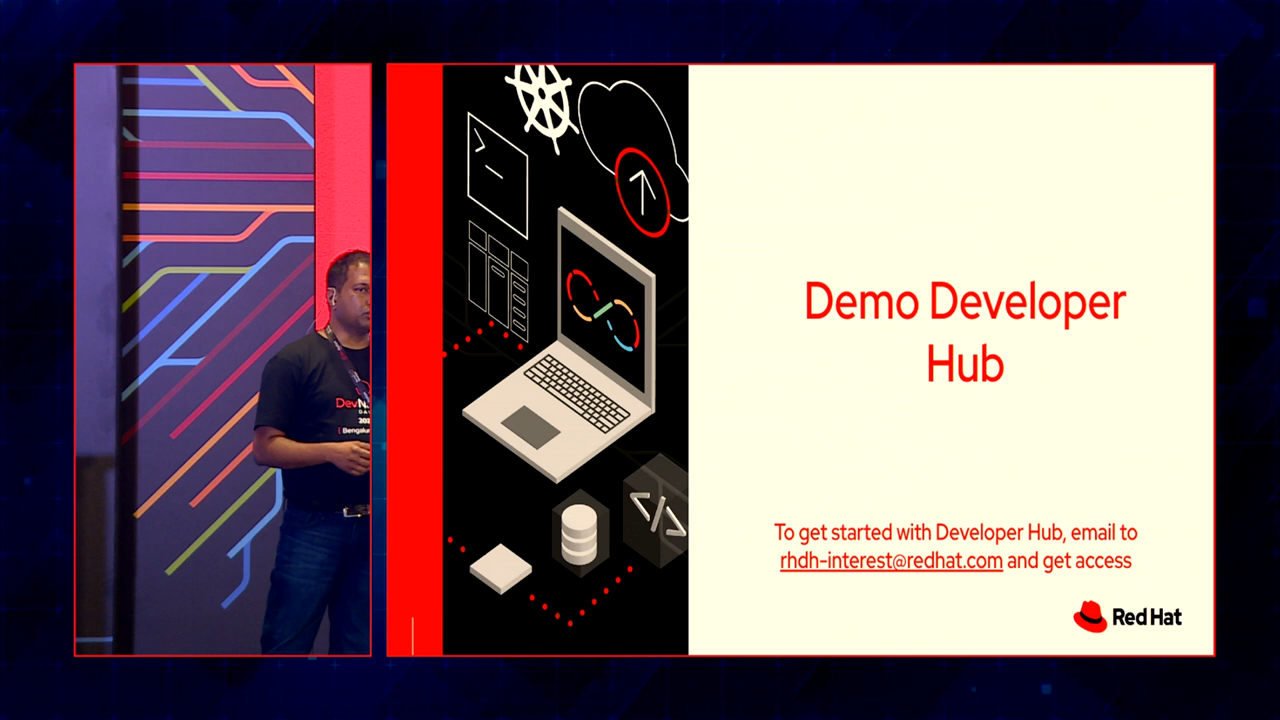 Demo Developer
Hub
To get started with Developer Hub, email to
rhdh-interest@redhat.com and get access
Red Hat
Dev